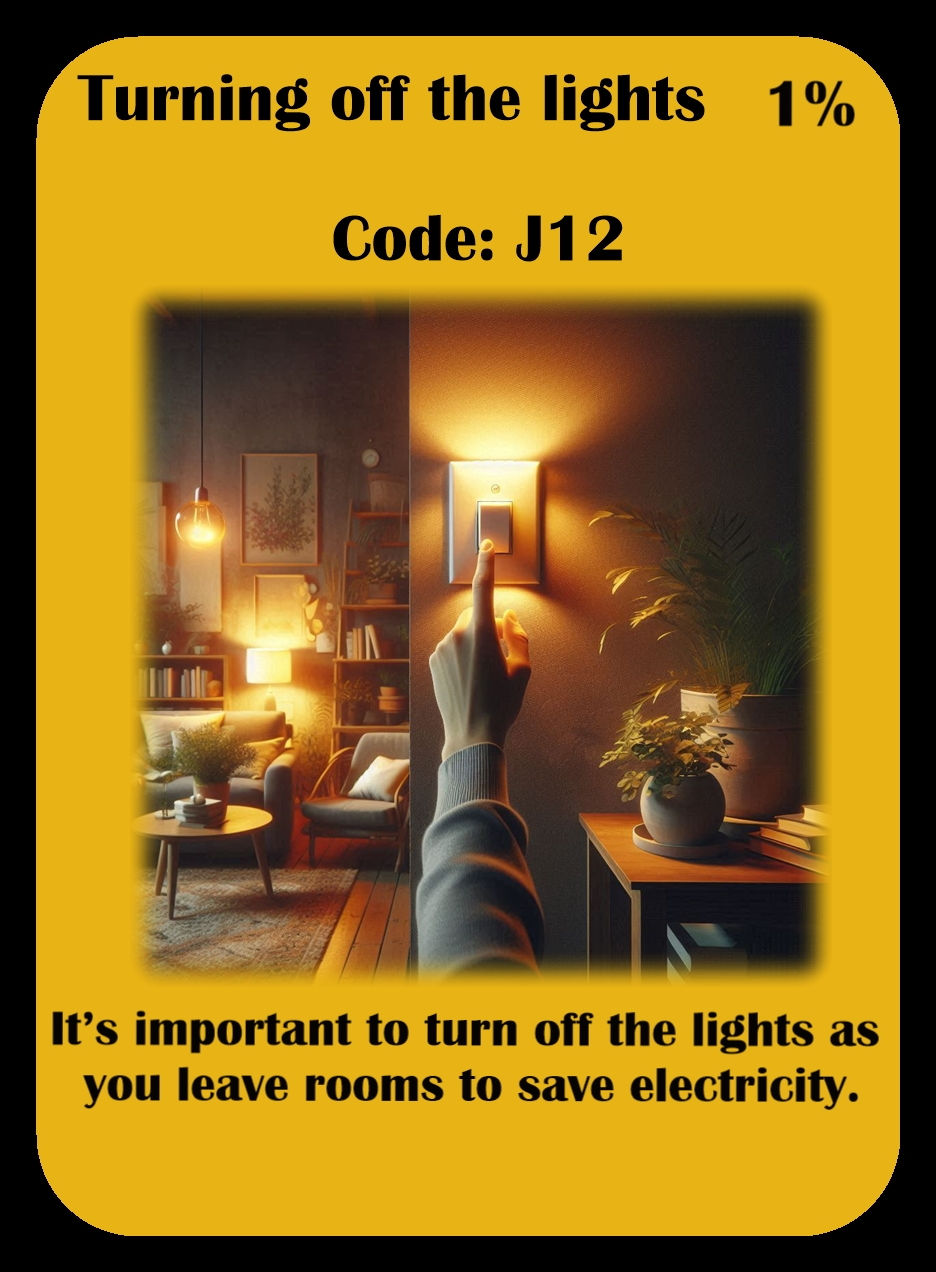 Turning off the lights 1%
Code: J12
It’s important to turn off the lights as
you leave rooms to save electricity.